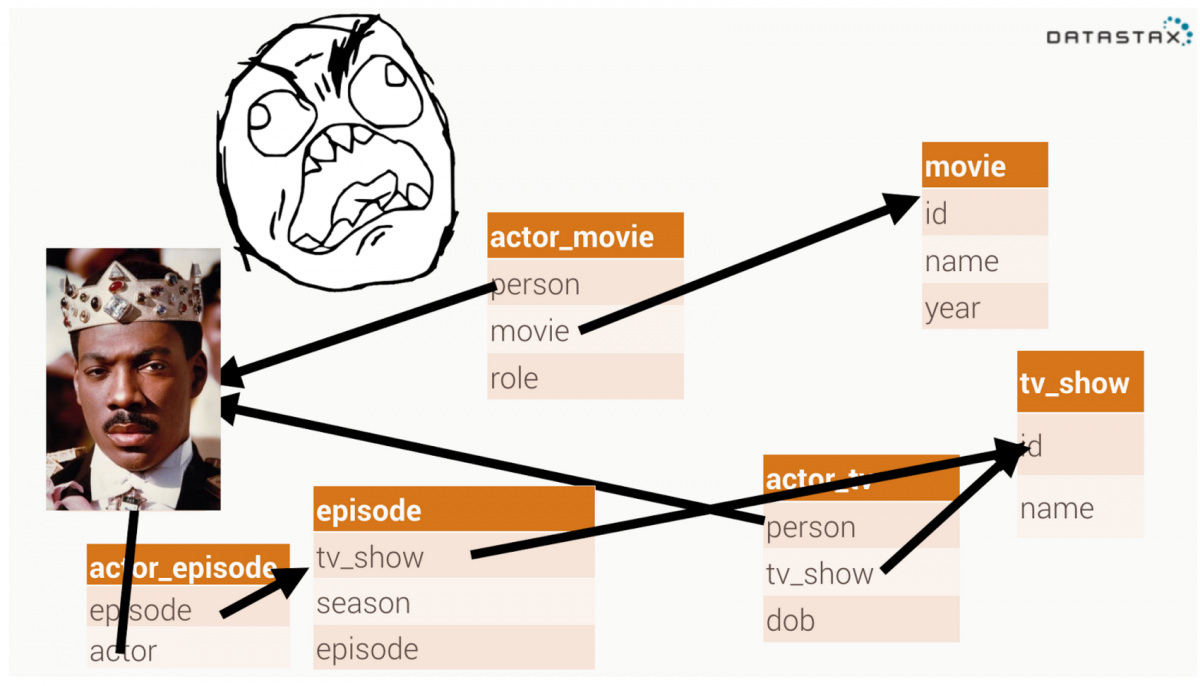 DATASTAX
movie
id
name
year
actor_movie
person
movie
role
tv_show
id
name
actor_tv
person
tv_show
dob
episode
tv_show
season
episode
actor_episode
episode
actor